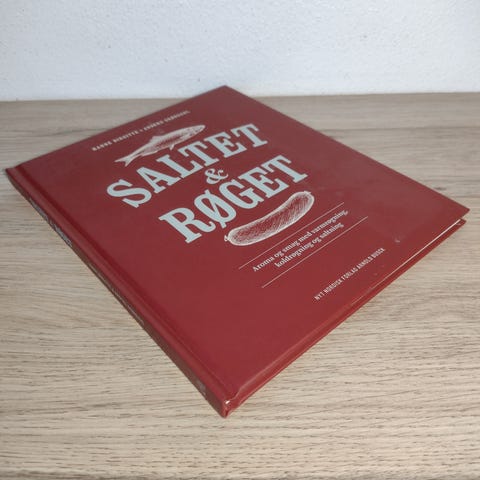 SALTET
&
RØGET
Aroma og smag med varmrøgning,
koldrøgning og saltning
NYT NORDISK FORLAG ARNOLD BUSCK